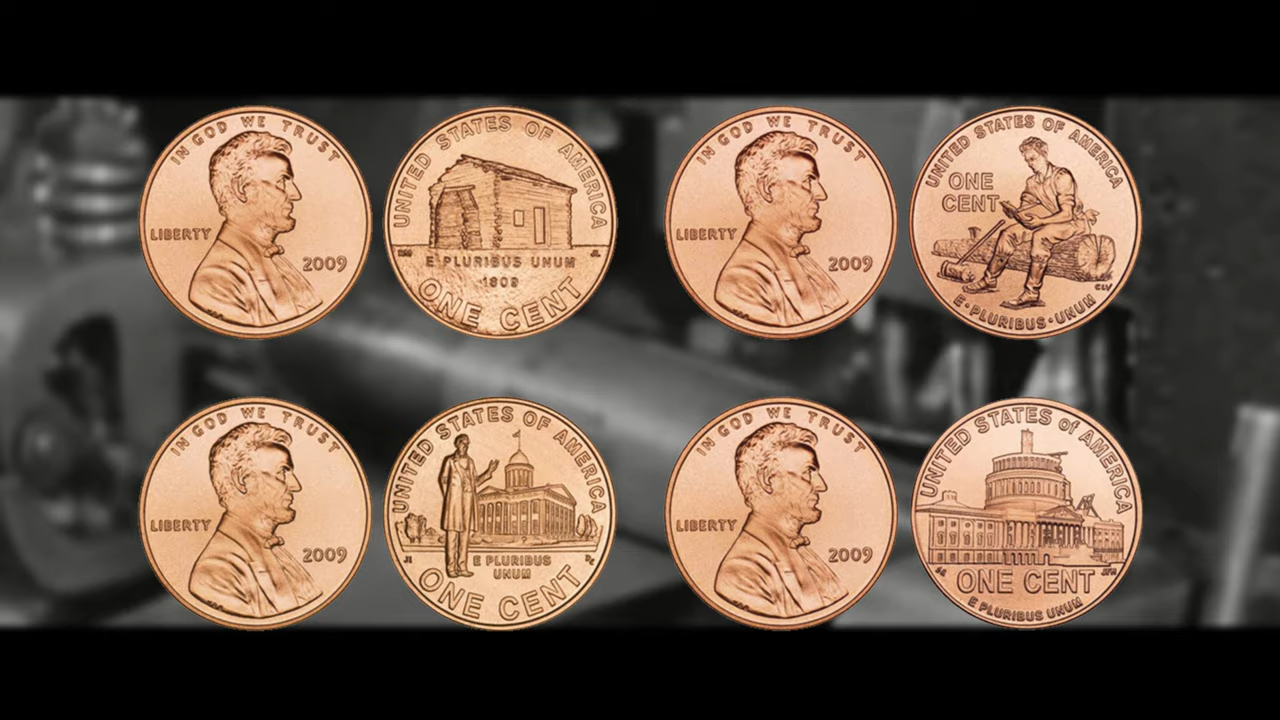 IN GOD WE TRUST
LIBERTY
2009
UNITED STATES OF AMERICA
E PLURIBUS UNUM
1809
ONE CENT
IN GOD WE TRUST
LIBERTY
2009
UNITED STATES OF AMERICA
ONE
CENT
CLV
E·PLURIBUS·UNUM
IN GOD WE TRUST
LIBERTY
2009
UNITED STATES OF AMERICA
E PLURIBUS
UNUM
ONE CENT
IN GOD WE TRUST
LIBERTY
2009
UNITED STATES of AMERICA
ONE CENT
E PLURIBUS UNUM